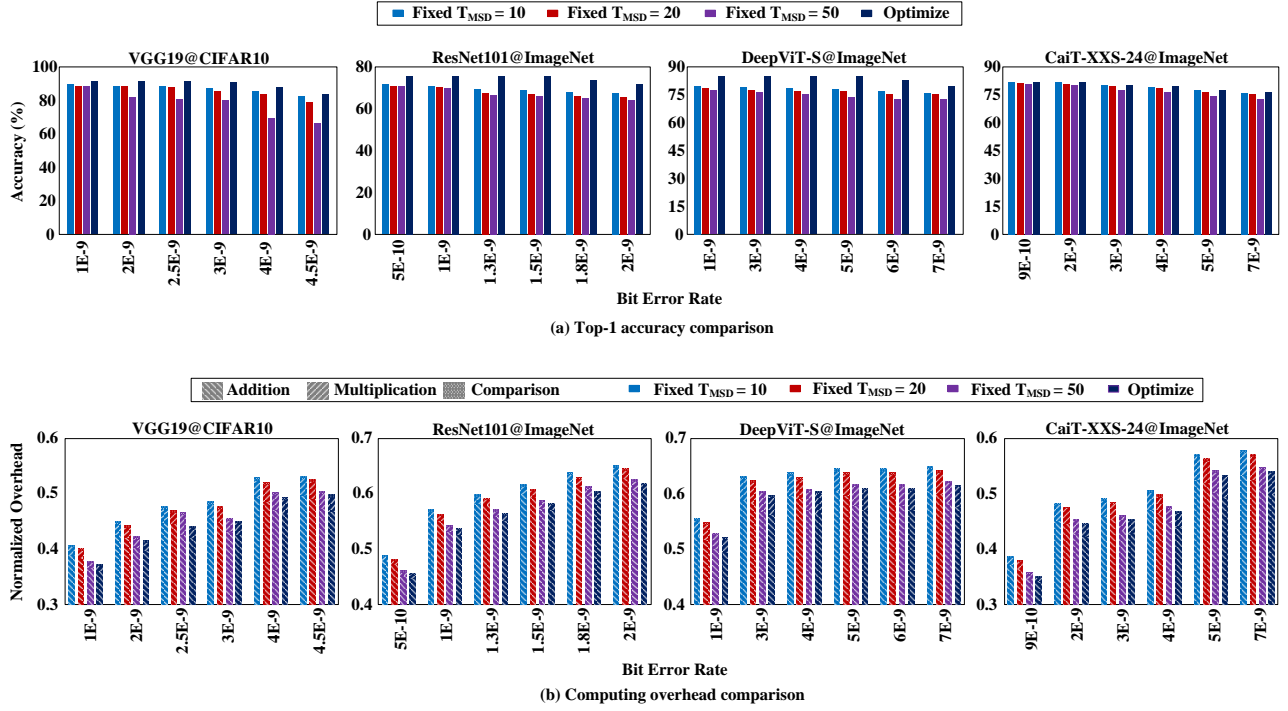 Fixed T_MSD = 10 Fixed T_MSD = 20 Fixed T_MSD = 50 Optimize
VGG19@CIFAR10 ResNet101@ImageNet DeepViT-S@ImageNet CaiT-XXS-24@ImageNet
Accuracy (%)
100 80 90 90
80 60 75 75
60 40 60 60
40 20 45 45
20 0 30 30
0 15 15
0 0
1E-9 2E-9 2.5E-9 3E-9 4E-9 4.5E-9 5E-10 1E-9 1.3E-9 1.5E-9 1.8E-9 2E-9 1E-9 3E-9 4E-9 5E-9 6E-9 7E-9 9E-10 2E-9 3E-9 4E-9 5E-9 7E-9
Bit Error Rate
(a) Top-1 accuracy comparison
Addition Multiplication Comparison Fixed T_MSD = 10 Fixed T_MSD = 20 Fixed T_MSD = 50 Optimize
VGG19@CIFAR10 ResNet101@ImageNet DeepViT-S@ImageNet CaiT-XXS-24@ImageNet
Normalized Overhead
0.6 0.7 0.7 0.6
0.5 0.6 0.6 0.5
0.4 0.5 0.5 0.4
0.3 0.4 0.4 0.3
1E-9 2E-9 2.5E-9 3E-9 4E-9 4.5E-9 5E-10 1E-9 1.3E-9 1.5E-9 1.8E-9 2E-9 1E-9 3E-9 4E-9 5E-9 6E-9 7E-9 9E-10 2E-9 3E-9 4E-9 5E-9 7E-9
Bit Error Rate
(b) Computing overhead comparison